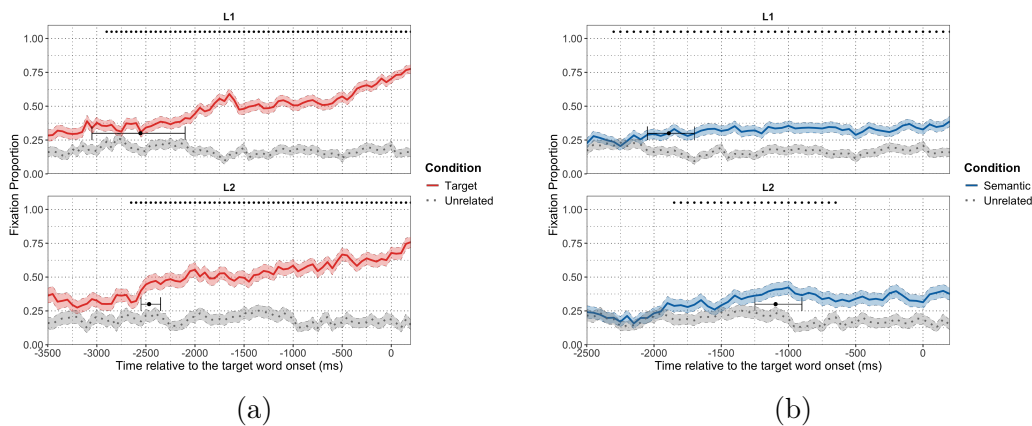 L1
1.00
0.75
0.50
0.25
0.00
L2
1.00
0.75
0.50
0.25
0.00
-3500 -3000 -2500 -2000 -1500 -1000 -500 0
Time relative to the target word onset (ms)
Fixation Proportion
Condition
Target
Unrelated
(a)
L1
1.00
0.75
0.50
0.25
0.00
L2
1.00
0.75
0.50
0.25
0.00
-2500 -2000 -1500 -1000 -500 0
Time relative to the target word onset (ms)
Fixation Proportion
Condition
Semantic
Unrelated
(b)